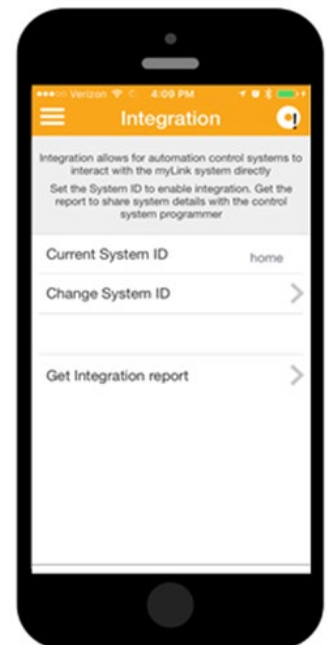 Verizon 4:09 PM
Integration
Integration allows for automation control systems to
interact with the myLink system directly
Set the System ID to enable integration. Get the
report to share system details with the control
system programmer
Current System ID home
Change System ID
Get Integration report